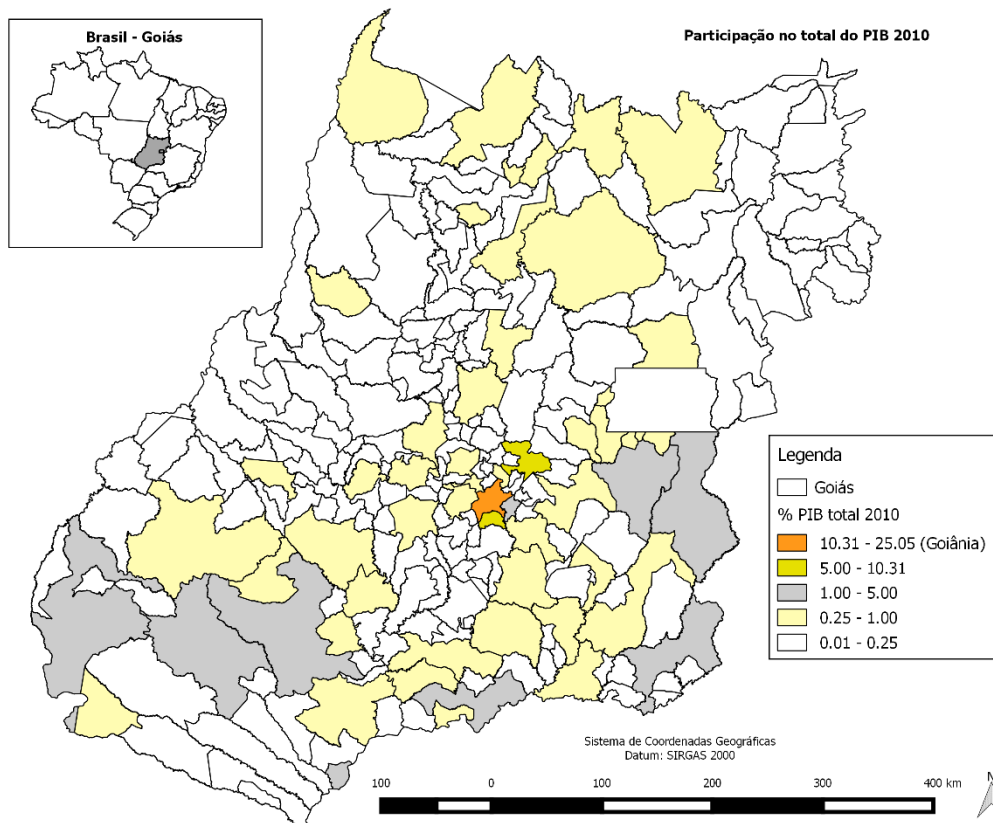 Brasil - Goiás
Participação no total do PIB 2010
Legenda
Goiás
% PIB total 2010
10.31 - 25.05 (Goiânia)
5.00 - 10.31
1.00 - 5.00
0.25 - 1.00
0.01 - 0.25
Sistema de Coordenadas Geográficas
Datum: SIRGAS 2000
100 0 100 200 300 400 km
N